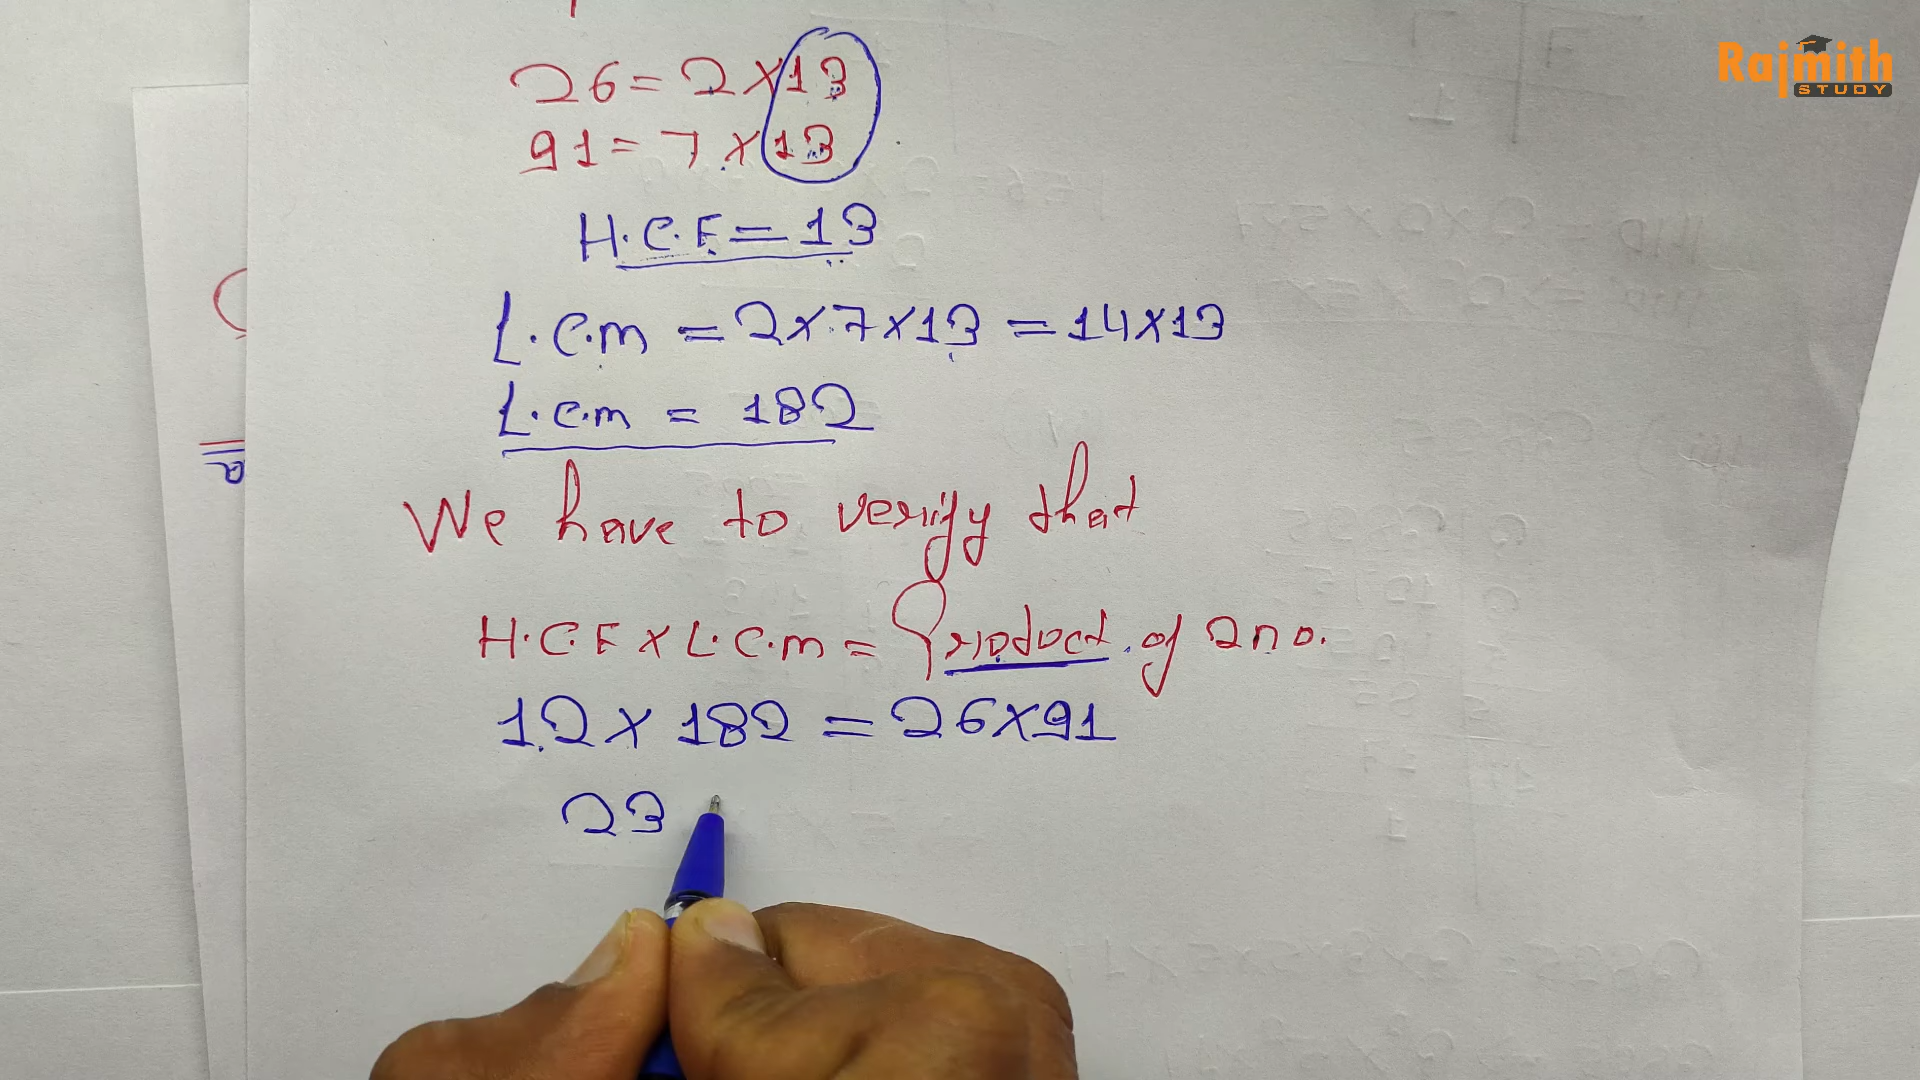 Rajmith
STUDY
26 = 2 × 13
91 = 7 × 13
H.C.F = 13
L.C.m = 2 × 7 × 13 = 14 × 13
L.C.m = 182
We have to verify that
H.C.F × L.C.m = Product of 2 no.
12 × 182 = 26 × 91
23